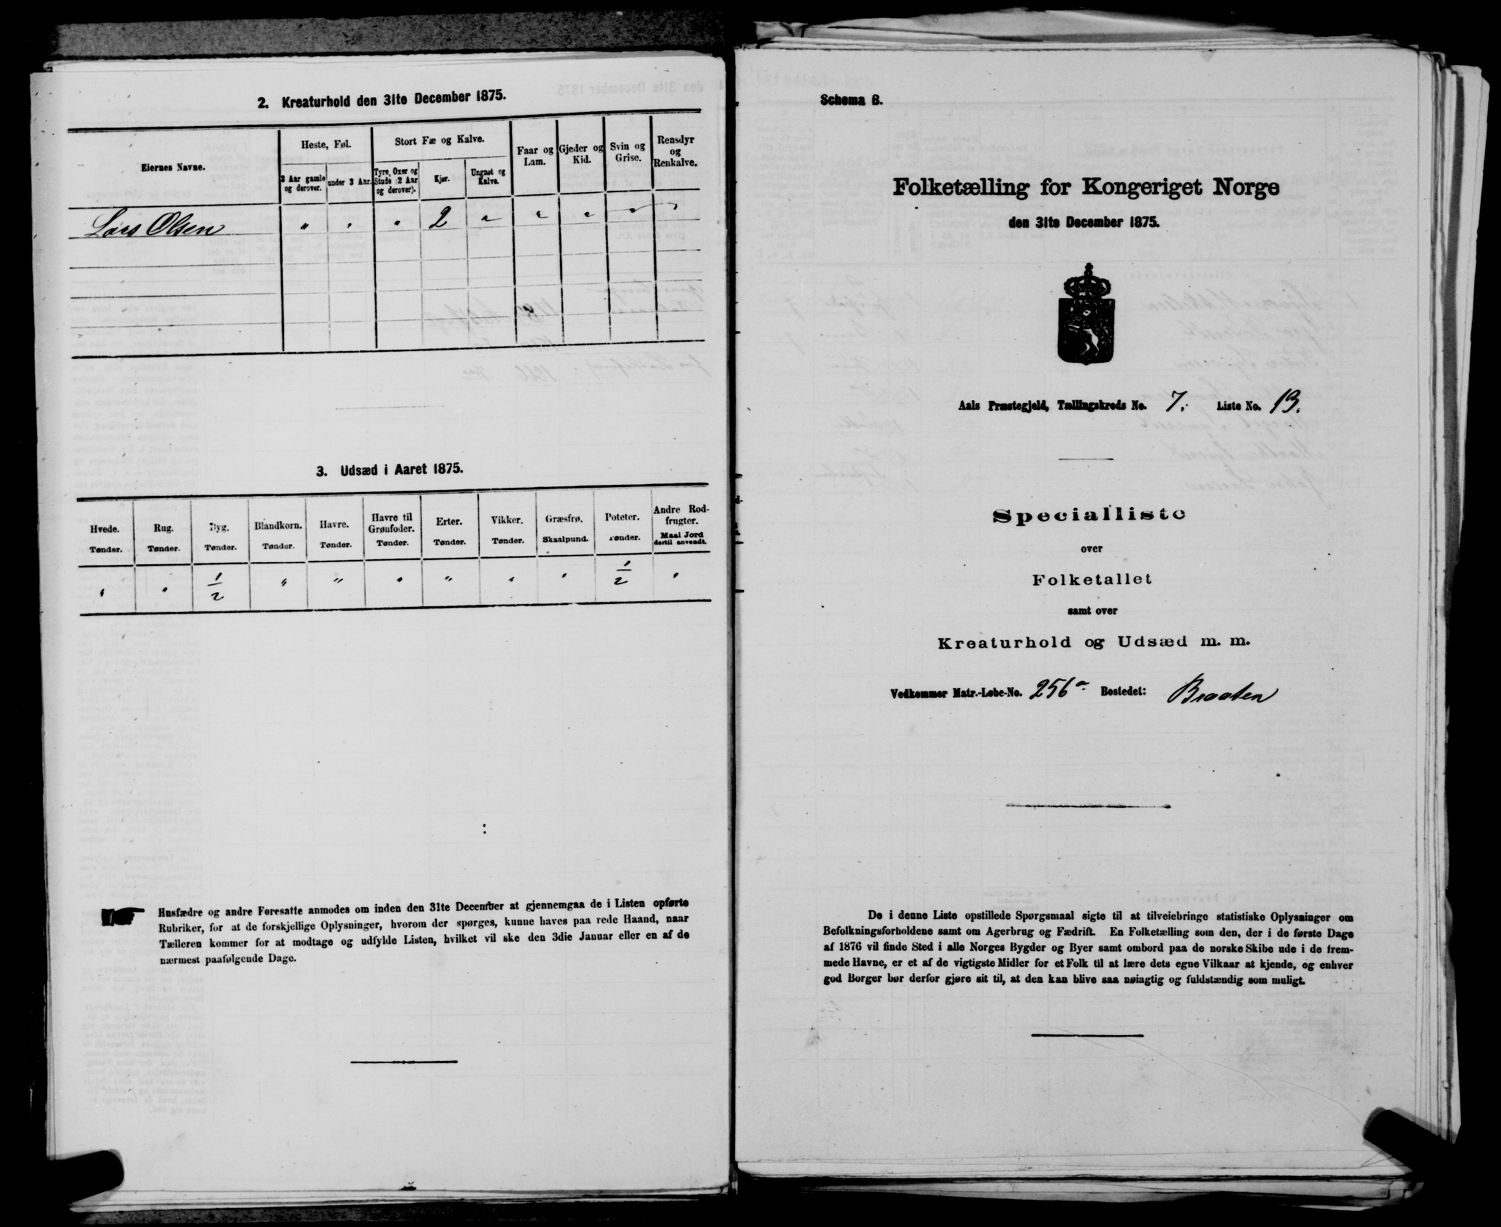 2. Kreaturhold den 31te December 1875.
Eiernes Navne.
Heste, Føl.
Stort Fæ og Kalve.
Faar og Lam.
Gjeder og Kid.
Svin og Grise.
Rensdyr og Renkalve.
3 Aar gamle og derover.
under 3 Aar.
Tyre, Oxer og Stude (2 Aar og derover).
Kjør.
Ungnøt og Kalve.
Lars Olsen " " " 2 " " " " "
3. Udsæd i Aaret 1875.
Hvede. Rug. Byg. Blandkorn. Havre. Havre til Grønfoder. Erter. Vikker. Græsfrø. Poteter. Andre Rodfrugter.
Tønder. Tønder. Tønder. Tønder. Tønder. Tønder. Tønder. Tønder. Skaalpund. Tønder. Maal Jord dertil anvendt.
" " 1/2 " " " " " " 1/2 "
Husfædre og andre Foresatte anmodes om inden den 31te December at gjennemgaa de i Listen opførte
Rubriker, for at de forskjellige Oplysninger, hvorom der spørges, kunne haves paa rede Haand, naar
Tælleren kommer for at modtage og udfylde Listen, hvilket vil ske den 3die Januar eller en af de
nærmest paafølgende Dage.
Schema B.
Folketælling for Kongeriget Norge
den 31te December 1875.
Aals Præstegjeld, Tællingskreds No. 7. Liste No. 13.
Specialliste
over
Folketallet
samt over
Kreaturhold og Udsæd m. m.
Vedkommer Matr.-Løbe-No. 256a Bostedet: Braaten
De i denne Liste opstillede Spørgsmaal sigte til at tilveiebringe statistiske Oplysninger om
Befolkningsforholdene samt om Agerbrug og Fædrift. En Folketælling som den, der i de første Dage
af 1876 vil finde Sted i alle Norges Bygder og Byer samt ombord paa de norske Skibe ude i de frem-
mede Havne, er et af de vigtigste Midler for et Folk til at lære dets egne Vilkaar at kjende, og enhver
god Borger bør derfor gjøre sit til, at den kan blive saa nøiagtig og fuldstændig som muligt.